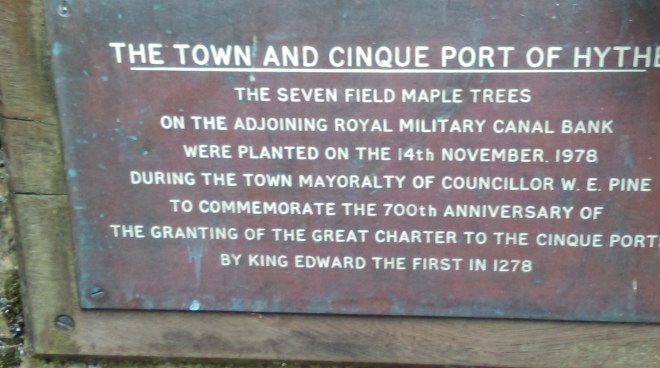 THE TOWN AND CINQUE PORT OF HYTHE
THE SEVEN FIELD MAPLE TREES
ON THE ADJOINING ROYAL MILITARY CANAL BANK
WERE PLANTED ON THE 14th NOVEMBER. 1978
DURING THE TOWN MAYORALTY OF COUNCILLOR W. E. PINE
TO COMMEMORATE THE 700th ANNIVERSARY OF
THE GRANTING OF THE GREAT CHARTER TO THE CINQUE PORTS
BY KING EDWARD THE FIRST IN 1278